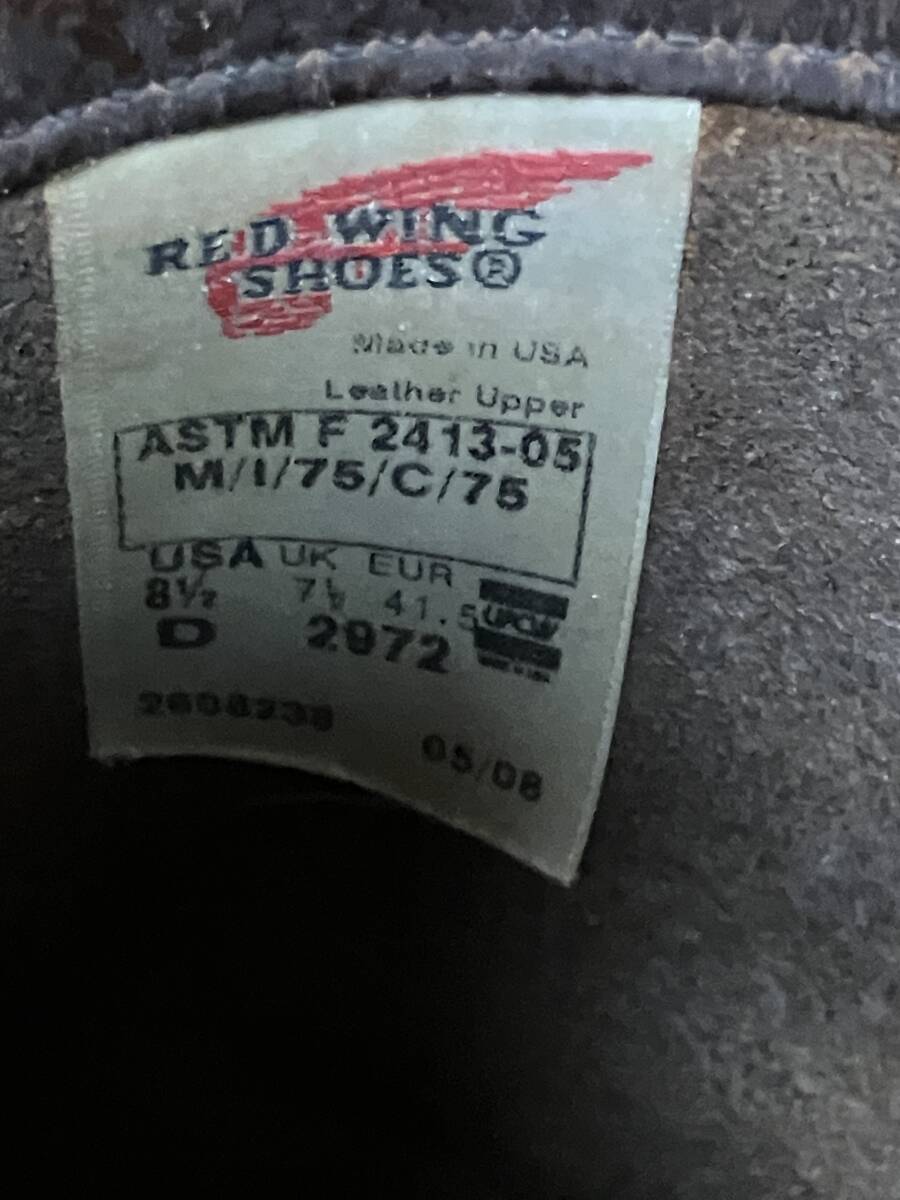 RED WING
SHOES®
Made in USA
Leather Upper
ASTM F 2413-05
M/I/75/C/75
USA UK EUR
8½ 7½ 41.5
D 2972
UFCW
05/08